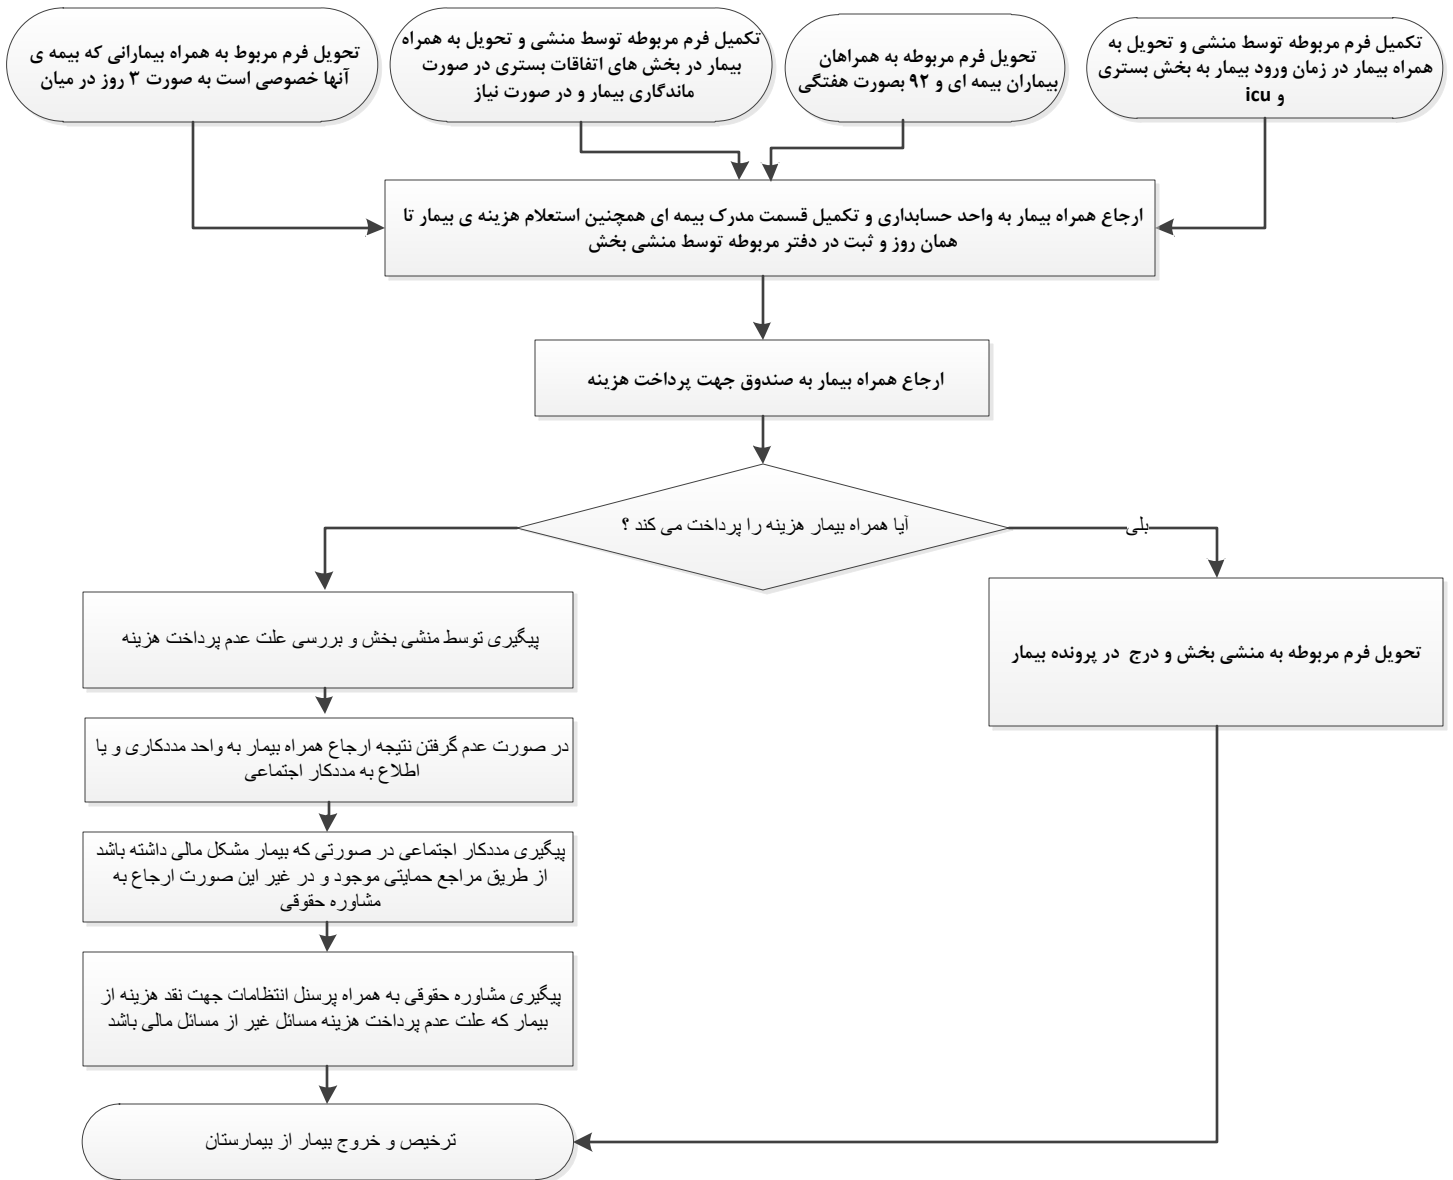 تکمیل فرم مربوطه توسط منشی و تحویل به
همراه بیمار در زمان ورود بیمار به بخش بستری
و icu
تحویل فرم مربوطه به همراهان
بیماران بیمه ای و ۹۲ بصورت هفتگی
تکمیل فرم مربوطه توسط منشی و تحویل به همراه
بیمار در بخش های اتفاقات بستری در صورت
ماندگاری بیمار و در صورت نیاز
تحویل فرم مربوط به همراه بیمارانی که بیمه ی
آنها خصوصی است به صورت ۳ روز در میان
ارجاع همراه بیمار به واحد حسابداری و تکمیل قسمت مدرک بیمه ای همچنین استعلام هزینه ی بیمار تا
همان روز و ثبت در دفتر مربوطه توسط منشی بخش
ارجاع همراه بیمار به صندوق جهت پرداخت هزینه
آیا همراه بیمار هزینه را پرداخت می کند ؟
بلی
تحویل فرم مربوطه به منشی بخش و درج در پرونده بیمار
پیگیری توسط منشی بخش و بررسی علت عدم پرداخت هزینه
در صورت عدم گرفتن نتیجه ارجاع همراه بیمار به واحد مددکاری و یا
اطلاع به مددکار اجتماعی
پیگیری مددکار اجتماعی در صورتی که بیمار مشکل مالی داشته باشد
از طریق مراجع حمایتی موجود و در غیر این صورت ارجاع به
مشاوره حقوقی
پیگیری مشاوره حقوقی به همراه پرسنل انتظامات جهت نقد هزینه از
بیمار که علت عدم پرداخت هزینه مسائل غیر از مسائل مالی باشد
ترخیص و خروج بیمار از بیمارستان